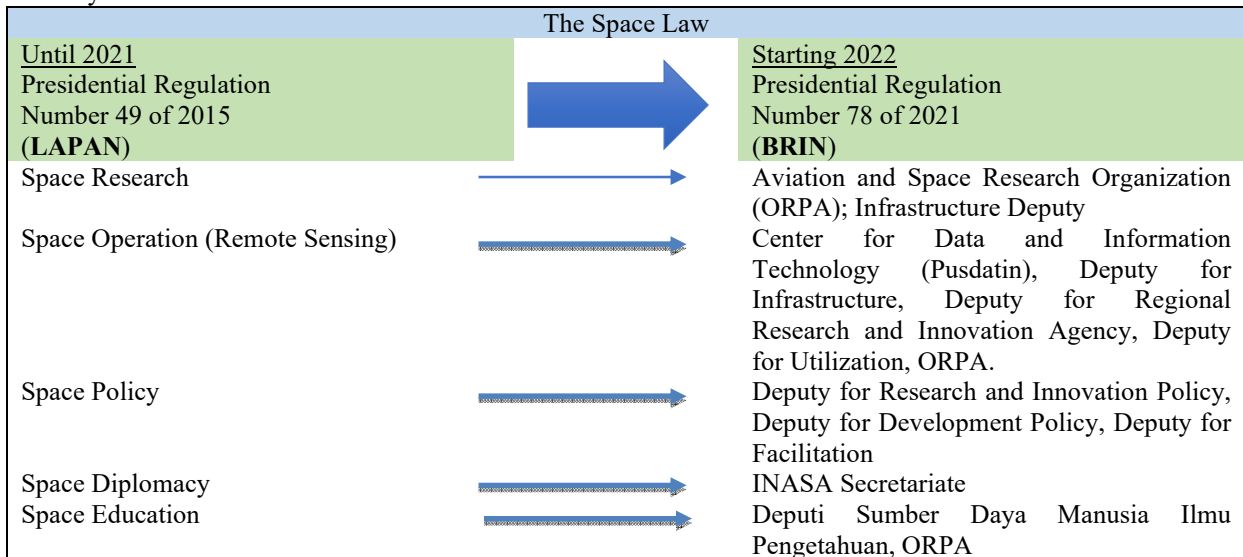 The Space Law
Until 2021
Presidential Regulation
Number 49 of 2015
(LAPAN)
Starting 2022
Presidential Regulation
Number 78 of 2021
(BRIN)
Space Research
Aviation and Space Research Organization
(ORPA); Infrastructure Deputy
Space Operation (Remote Sensing)
Center for Data and Information
Technology (Pusdatin), Deputy for
Infrastructure, Deputy for Regional
Research and Innovation Agency, Deputy
for Utilization, ORPA.
Space Policy
Deputy for Research and Innovation Policy,
Deputy for Development Policy, Deputy for
Facilitation
Space Diplomacy
INASA Secretariate
Space Education
Deputi Sumber Daya Manusia Ilmu
Pengetahuan, ORPA